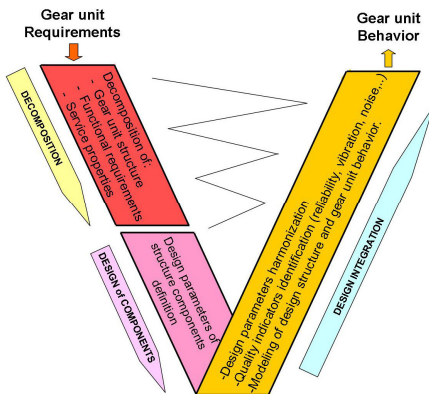 Gear unit
Requirements
Gear unit
Behavior
DECOMPOSITION
Decomposition of:
- Gear unit structure
- Functional requirements
- Service properties
DESIGN of COMPONENTS
Design parameters of
structure components
definition
-Design parameters harmonization
-Quality indicators identification (reliability, vibration, noise,..)
-Modeling of design structure and gear unit behavior.
DESIGN INTEGRATION